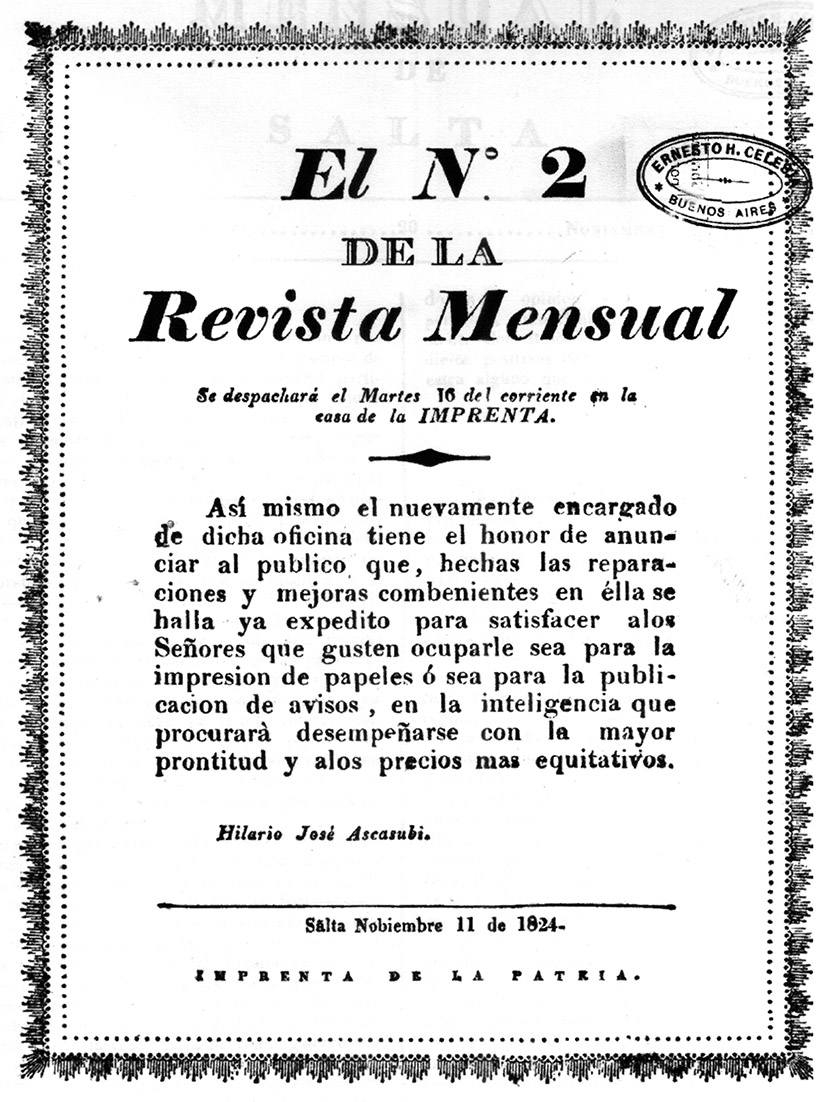 El N.º 2
DE LA
Revista Mensual
ERNESTO H. CELE
BUENOS AIRES
Se despachará el Martes 16 del corriente en la
casa de la IMPRENTA.
Así mismo el nuevamente encargado
de dicha oficina tiene el honor de anun-
ciar al publico que, hechas las repara-
ciones y mejoras combenientes en élla se
halla ya expedito para satisfacer alos
Señores que gusten ocuparle sea para la
impresion de papeles ó sea para la publi-
cacion de avisos, en la inteligencia que
procurarà desempeñarse con la mayor
prontitud y alos precios mas equitativos.
Hilario José Ascasubi.
Sálta Nobiembre 11 de 1824-
IMPRENTA DE LA PATRIA.
SALTA
DE